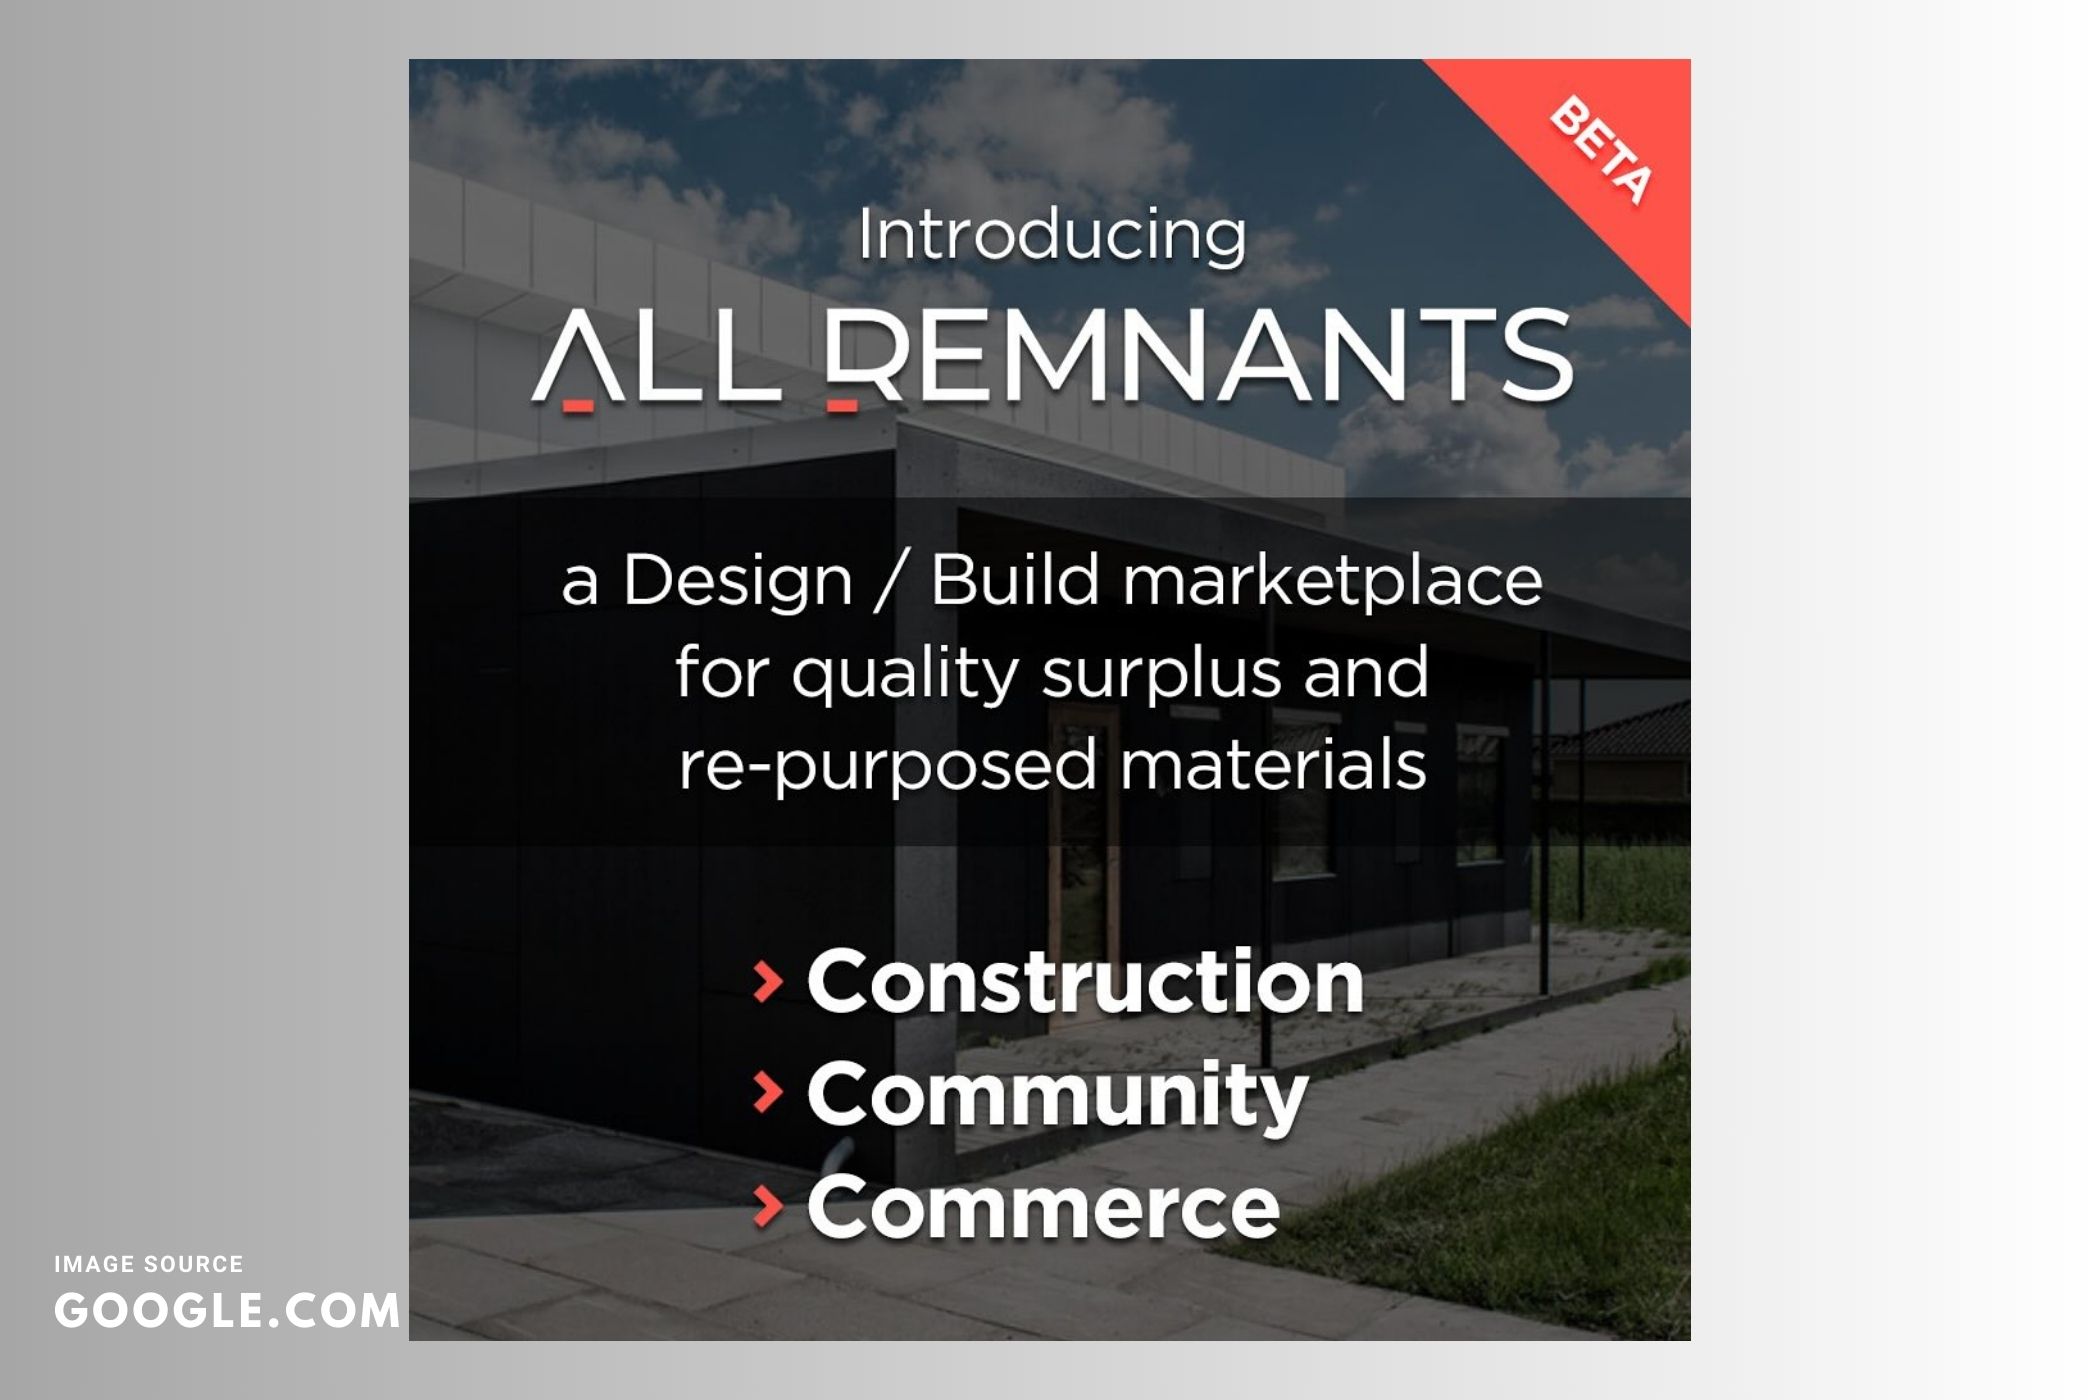 BETA
Introducing
ALL REMNANTS
a Design / Build marketplace
for quality surplus and
re-purposed materials
Construction
Community
Commerce
IMAGE SOURCE
GOOGLE.COM